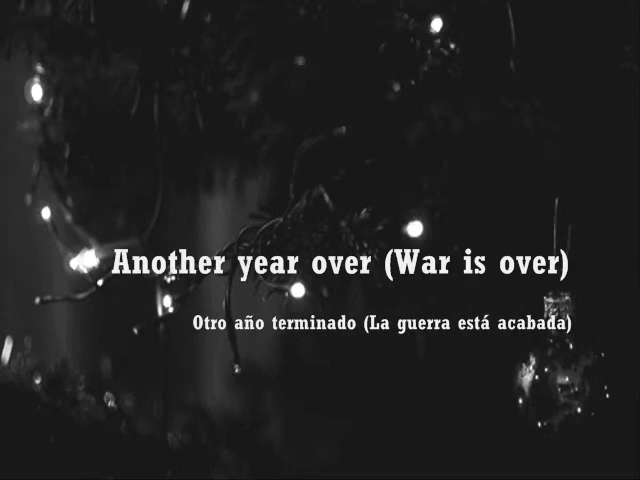 Another year over (War is over)
Otro año terminado (La guerra está acabada)